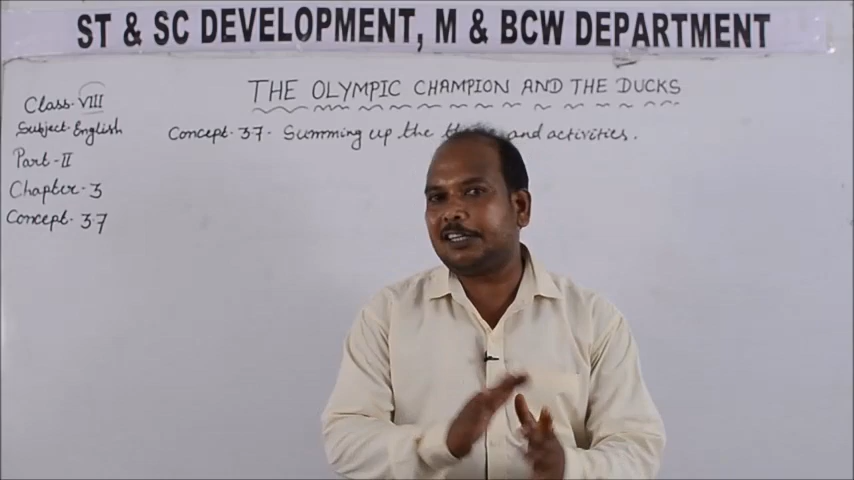 ST & SC DEVELOPMENT, M & BCW DEPARTMENT
THE OLYMPIC CHAMPION AND THE DUCKS
Class- VIII
Subject- English
Part- II
Chapter- 3
Concept- 37
Concept- 37- Summing up the and activities.